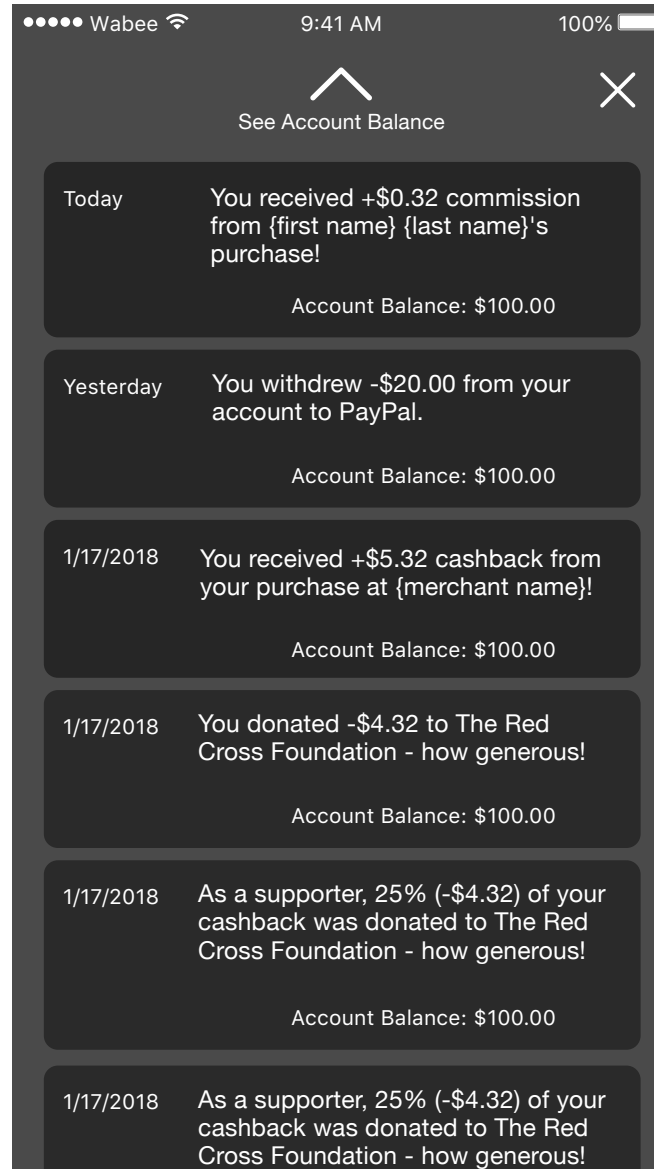 Wabee 9:41 AM 100%
See Account Balance
Today
You received +$0.32 commission
from {first name} {last name}'s
purchase!
Account Balance: $100.00
Yesterday
You withdrew -$20.00 from your
account to PayPal.
Account Balance: $100.00
1/17/2018
You received +$5.32 cashback from
your purchase at {merchant name}!
Account Balance: $100.00
1/17/2018
You donated -$4.32 to The Red
Cross Foundation - how generous!
Account Balance: $100.00
1/17/2018
As a supporter, 25% (-$4.32) of your
cashback was donated to The Red
Cross Foundation - how generous!
Account Balance: $100.00
1/17/2018
As a supporter, 25% (-$4.32) of your
cashback was donated to The Red
Cross Foundation - how generous!